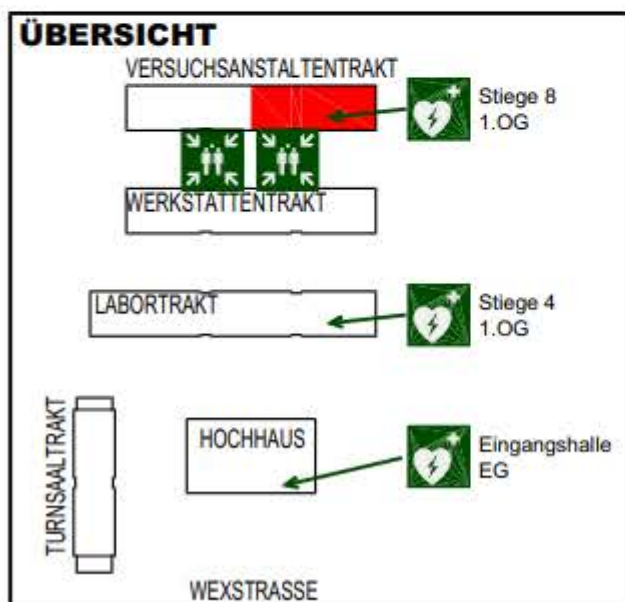 ÜBERSICHT
VERSUCHSANSTALTENTRAKT
Stiege 8
1.OG
WERKSTÄTTENTRAKT
LABORTRAKT
Stiege 4
1.OG
TURNSAALTRAKT
HOCHHAUS
Eingangshalle
EG
WEXSTRASSE